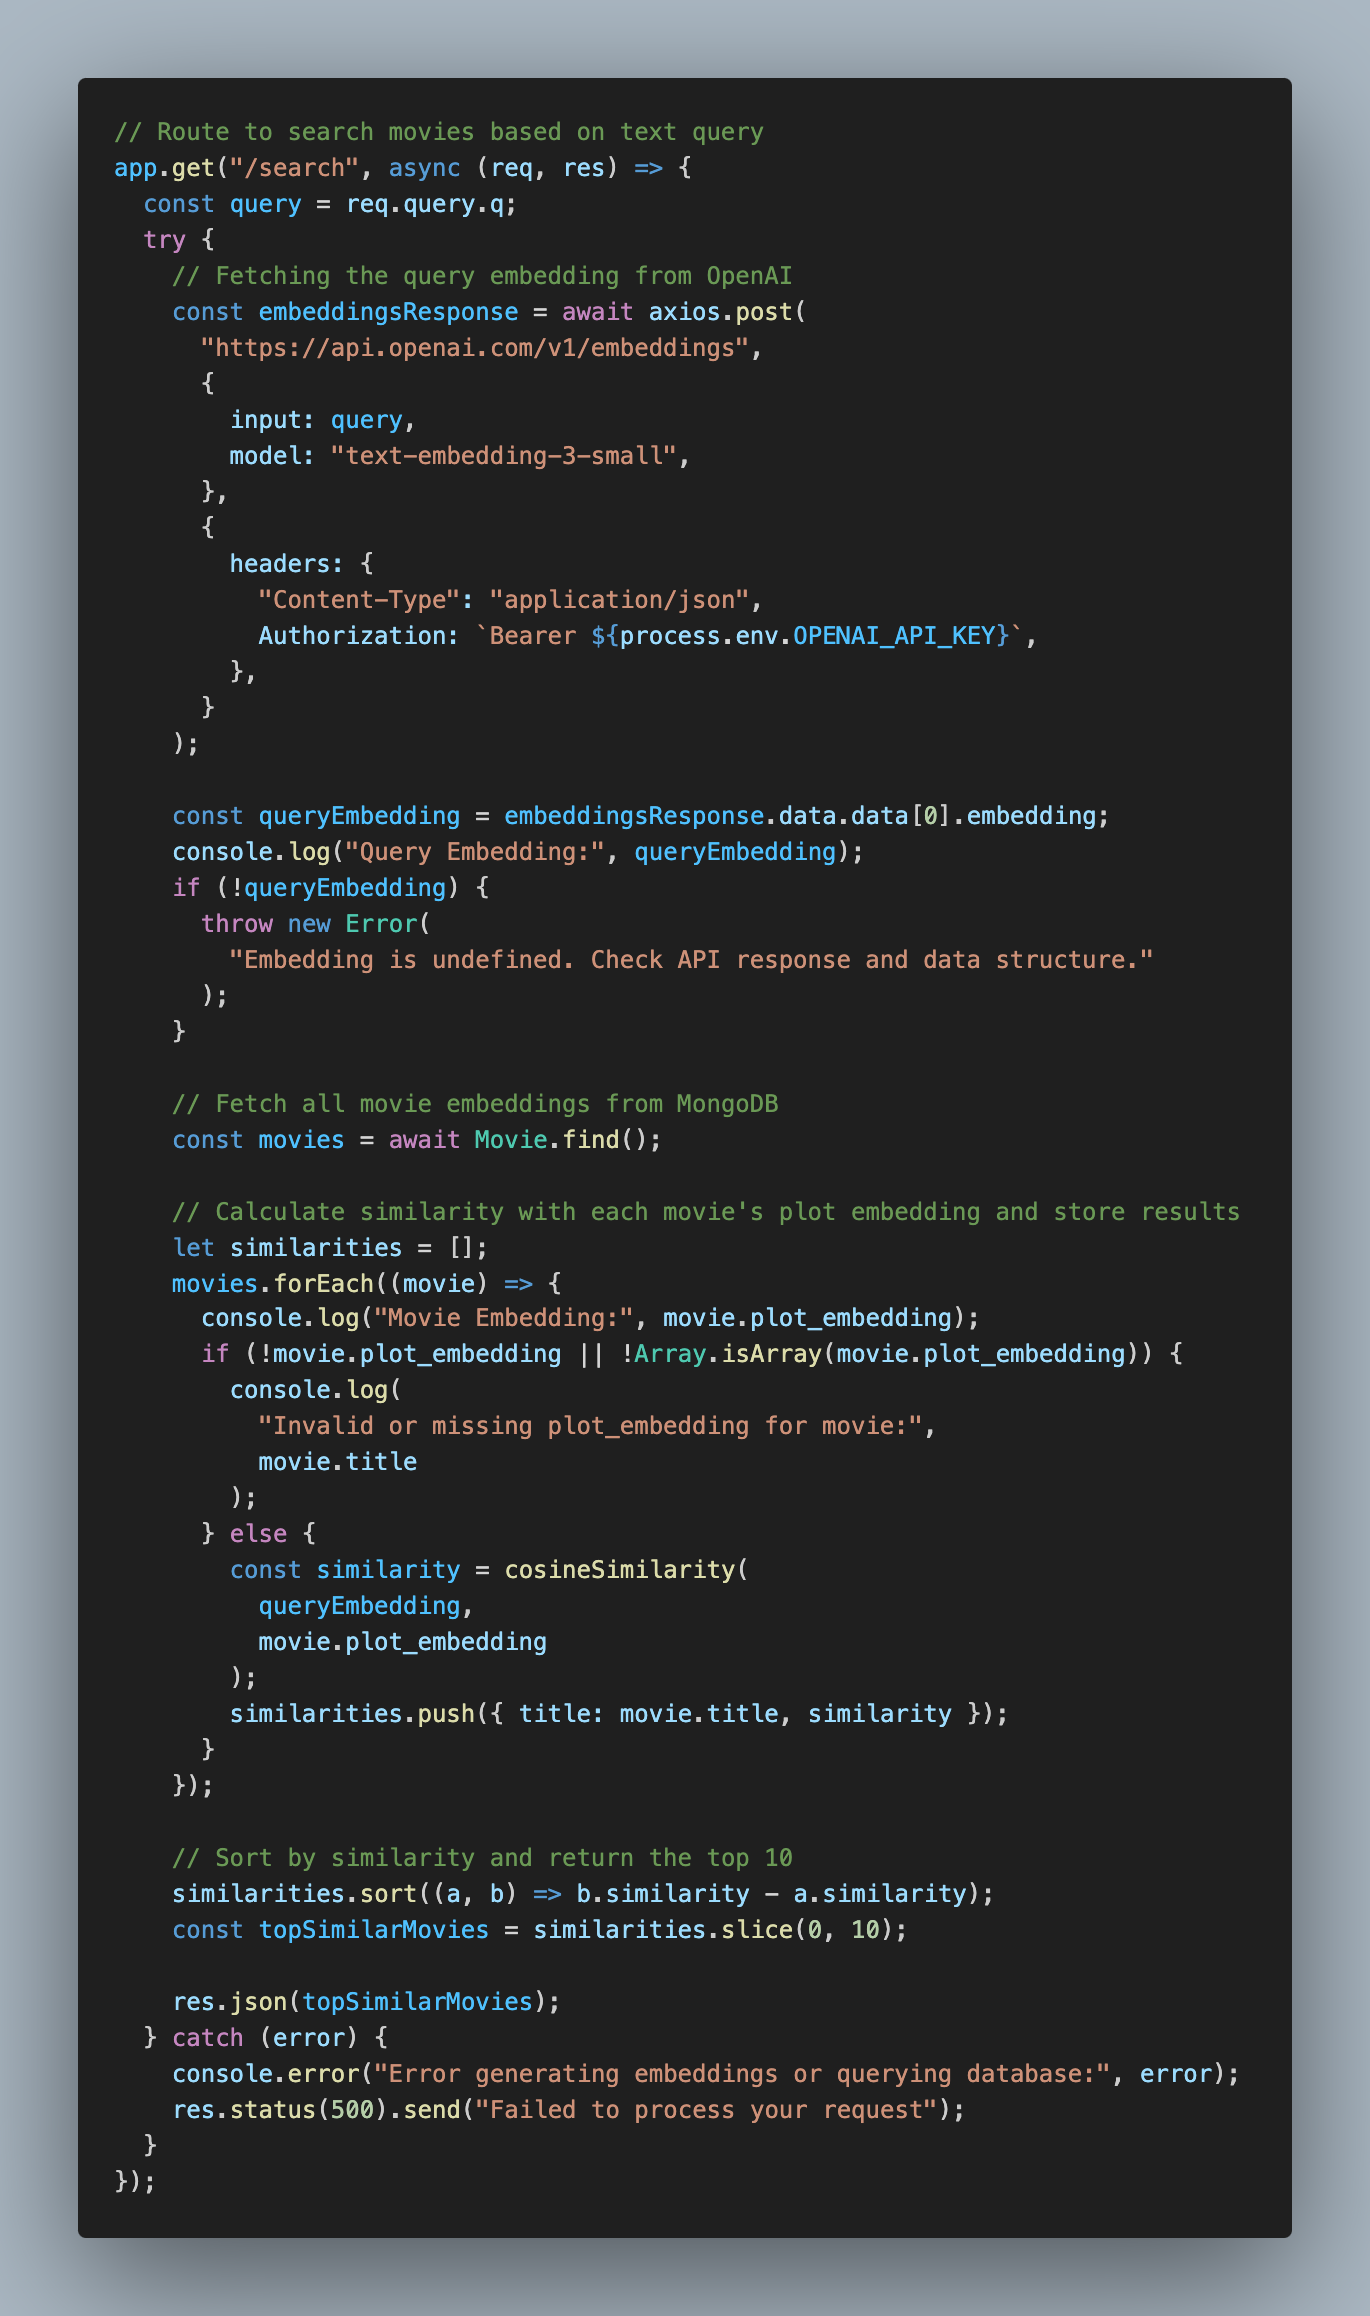 // Route to search movies based on text query
app.get("/search", async (req, res) => {
  const query = req.query.q;
  try {
    // Fetching the query embedding from OpenAI
    const embeddingsResponse = await axios.post(
      "https://api.openai.com/v1/embeddings",
      {
        input: query,
        model: "text-embedding-3-small",
      },
      {
        headers: {
          "Content-Type": "application/json",
          Authorization: `Bearer ${process.env.OPENAI_API_KEY}`,
        },
      }
    );

    const queryEmbedding = embeddingsResponse.data.data[0].embedding;
    console.log("Query Embedding:", queryEmbedding);
    if (!queryEmbedding) {
      throw new Error(
        "Embedding is undefined. Check API response and data structure."
      );
    }

    // Fetch all movie embeddings from MongoDB
    const movies = await Movie.find();

    // Calculate similarity with each movie's plot embedding and store results
    let similarities = [];
    movies.forEach((movie) => {
      console.log("Movie Embedding:", movie.plot_embedding);
      if (!movie.plot_embedding || !Array.isArray(movie.plot_embedding)) {
        console.log(
          "Invalid or missing plot_embedding for movie:",
          movie.title
        );
      } else {
        const similarity = cosineSimilarity(
          queryEmbedding,
          movie.plot_embedding
        );
        similarities.push({ title: movie.title, similarity });
      }
    });

    // Sort by similarity and return the top 10
    similarities.sort((a, b) => b.similarity - a.similarity);
    const topSimilarMovies = similarities.slice(0, 10);

    res.json(topSimilarMovies);
  } catch (error) {
    console.error("Error generating embeddings or querying database:", error);
    res.status(500).send("Failed to process your request");
  }
});